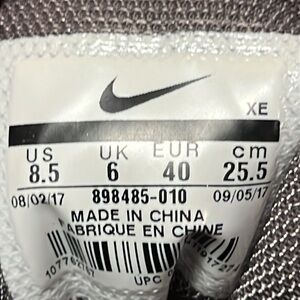 XE
US UK EUR cm
8.5 6 40 25.5
08/02/17 898485-010 09/05/17
MADE IN CHINA
FABRIQUE EN CHINE
UPC